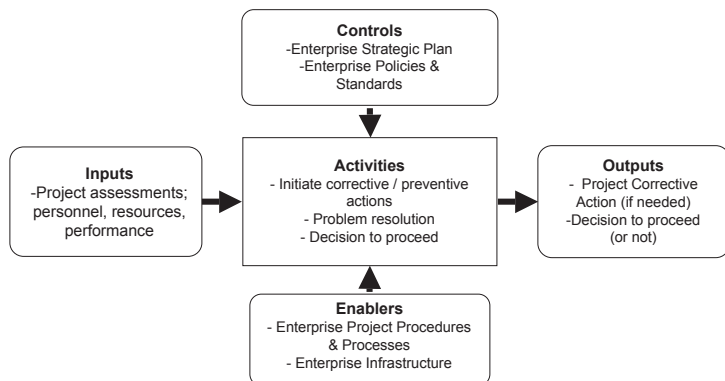 Controls
-Enterprise Strategic Plan
-Enterprise Policies &
Standards
Inputs
-Project assessments;
personnel, resources,
performance
Activities
- Initiate corrective / preventive
actions
- Problem resolution
- Decision to proceed
Outputs
- Project Corrective
Action (if needed)
-Decision to proceed
(or not)
Enablers
- Enterprise Project Procedures
& Processes
- Enterprise Infrastructure